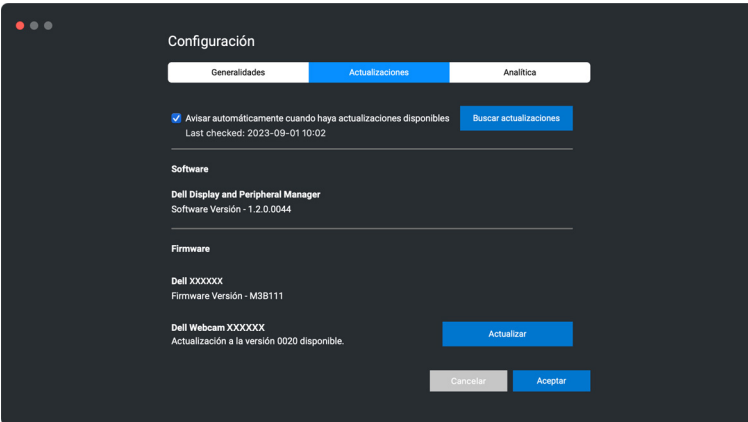 Configuración
Generalidades
Actualizaciones
Analítica
Avisar automáticamente cuando haya actualizaciones disponibles
Buscar actualizaciones
Last checked: 2023-09-01 10:02
Software
Dell Display and Peripheral Manager
Software Versión - 1.2.0.0044
Firmware
Dell XXXXXX
Firmware Versión - M3B111
Dell Webcam XXXXXX
Actualización a la versión 0020 disponible.
Actualizar
Cancelar
Aceptar